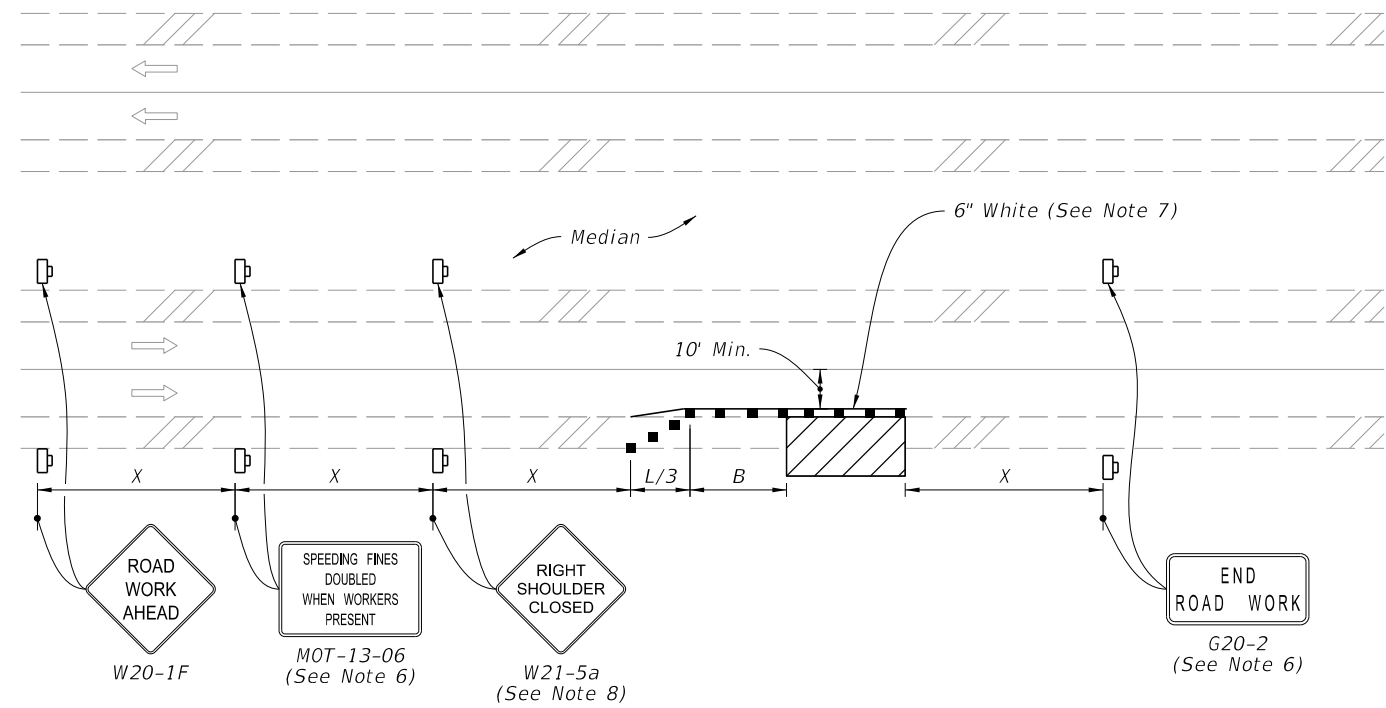 6" White (See Note 7)
Median
10' Min.
X
X
X
L/3
B
X
ROAD
WORK
AHEAD
W20-1F
SPEEDING FINES
DOUBLED
WHEN WORKERS
PRESENT
MOT-13-06
(See Note 6)
RIGHT
SHOULDER
CLOSED
W21-5a
(See Note 8)
END
ROAD WORK
G20-2
(See Note 6)